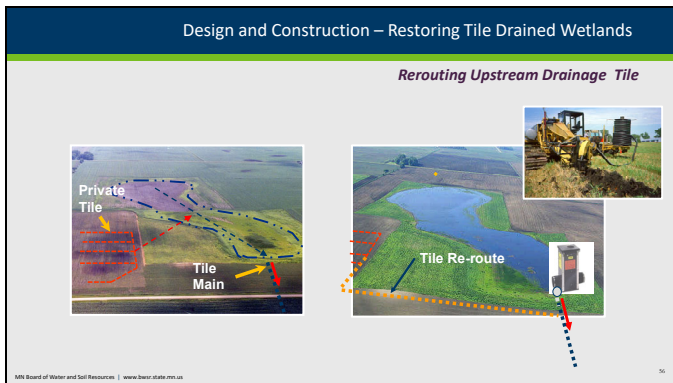 Design and Construction – Restoring Tile Drained Wetlands
Rerouting Upstream Drainage Tile
Private
Tile
Tile
Main
Tile Re-route
MN Board of Water and Soil Resources | www.bwsr.state.mn.us
56